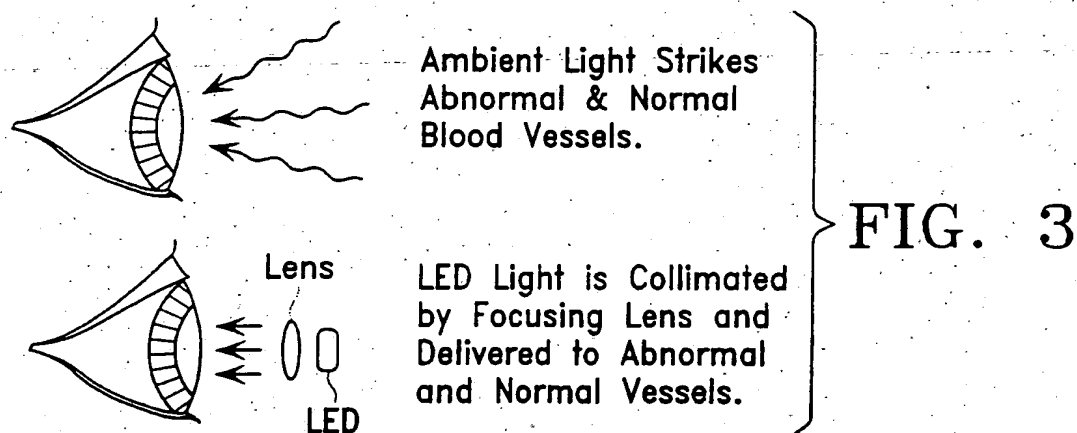 Ambient Light Strikes
Abnormal & Normal
Blood Vessels.
FIG. 3
Lens
LED Light is Collimated
by Focusing Lens and
Delivered to Abnormal
and Normal Vessels.
LED